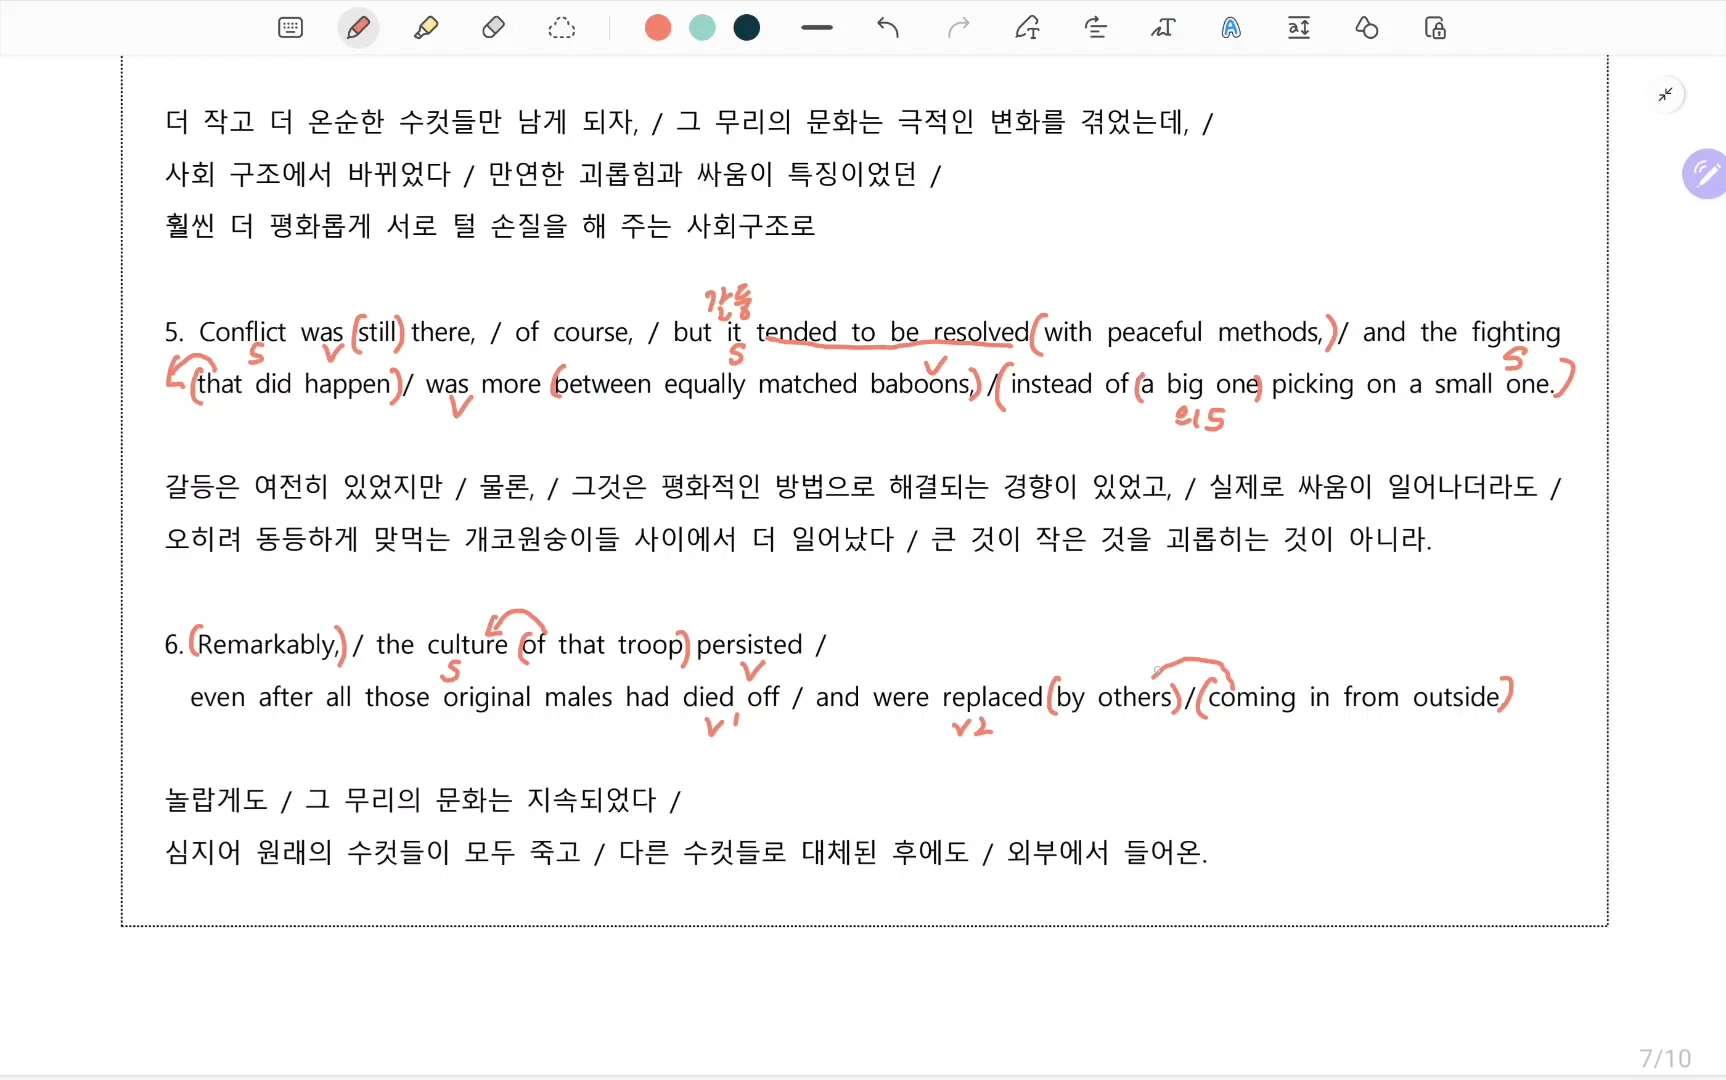 더 작고 더 온순한 수컷들만 남게 되자, / 그 무리의 문화는 극적인 변화를 겪었는데, /
사회 구조에서 바뀌었다 / 만연한 괴롭힘과 싸움이 특징이었던 /
훨씬 더 평화롭게 서로 털 손질을 해 주는 사회구조로
갈등
5. Conflict was (still) there, / of course, / but it tended to be resolved (with peaceful methods,) / and the fighting
S V S V S
(that did happen) / was more (between equally matched baboons,) / (instead of (a big one) picking on a small one.)
V 의S
갈등은 여전히 있었지만 / 물론, / 그것은 평화적인 방법으로 해결되는 경향이 있었고, / 실제로 싸움이 일어나더라도 /
오히려 동등하게 맞먹는 개코원숭이들 사이에서 더 일어났다 / 큰 것이 작은 것을 괴롭히는 것이 아니라.
6. (Remarkably,) / the culture (of that troop) persisted /
S V
even after all those original males had died off / and were replaced (by others) / (coming in from outside.)
V1 V2
놀랍게도 / 그 무리의 문화는 지속되었다 /
심지어 원래의 수컷들이 모두 죽고 / 다른 수컷들로 대체된 후에도 / 외부에서 들어온.
7/10